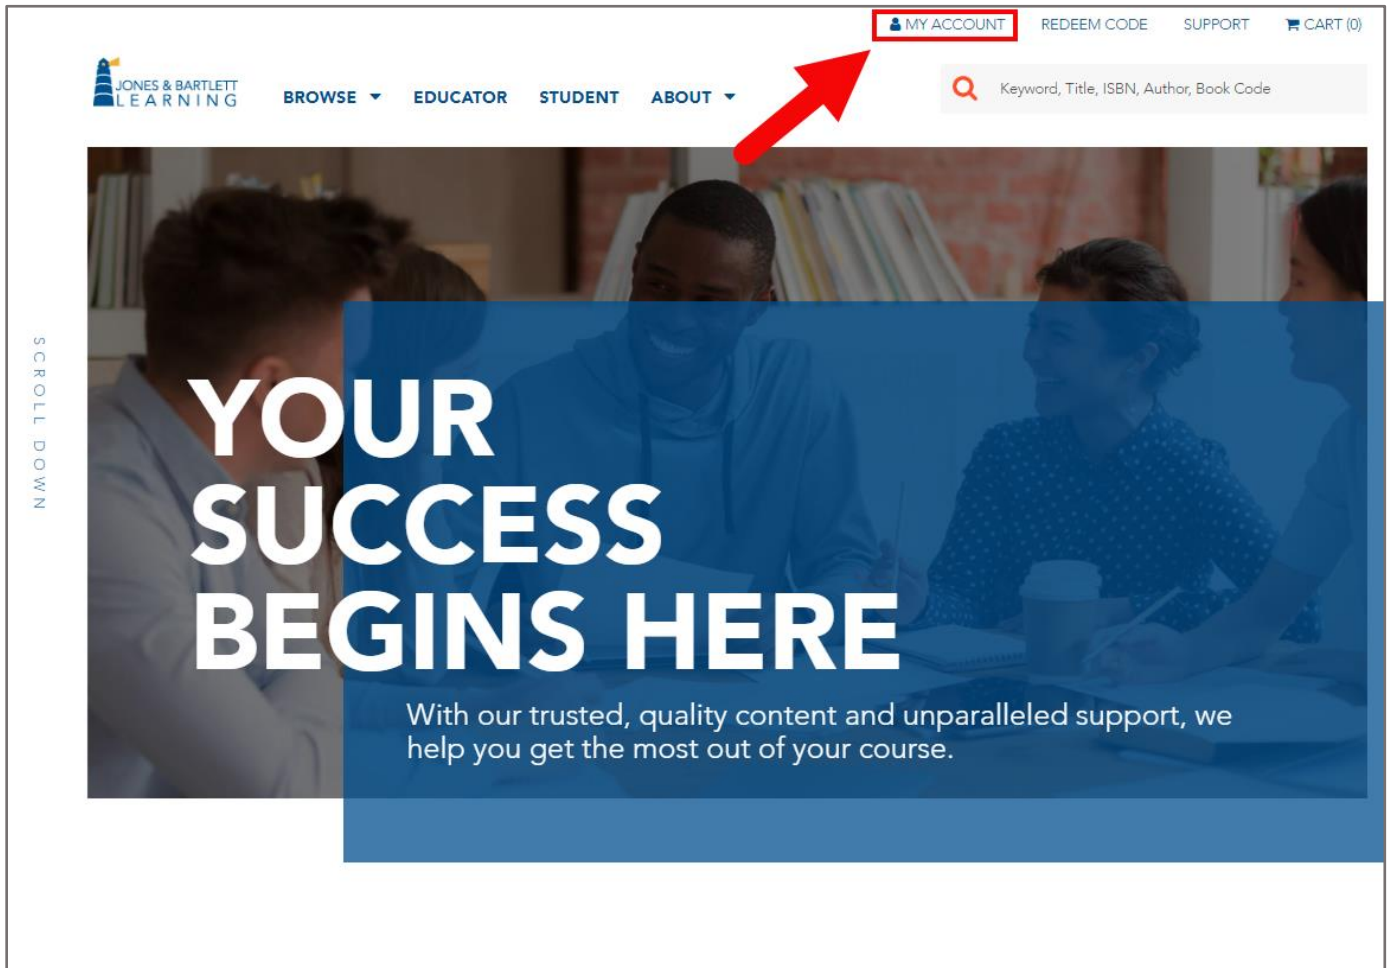 MY ACCOUNT REDEEM CODE SUPPORT CART (0)
JONES & BARTLETT
LEARNING
BROWSE EDUCATOR STUDENT ABOUT
Keyword, Title, ISBN, Author, Book Code
SCROLL DOWN
YOUR
SUCCESS
BEGINS HERE
With our trusted, quality content and unparalleled support, we
help you get the most out of your course.